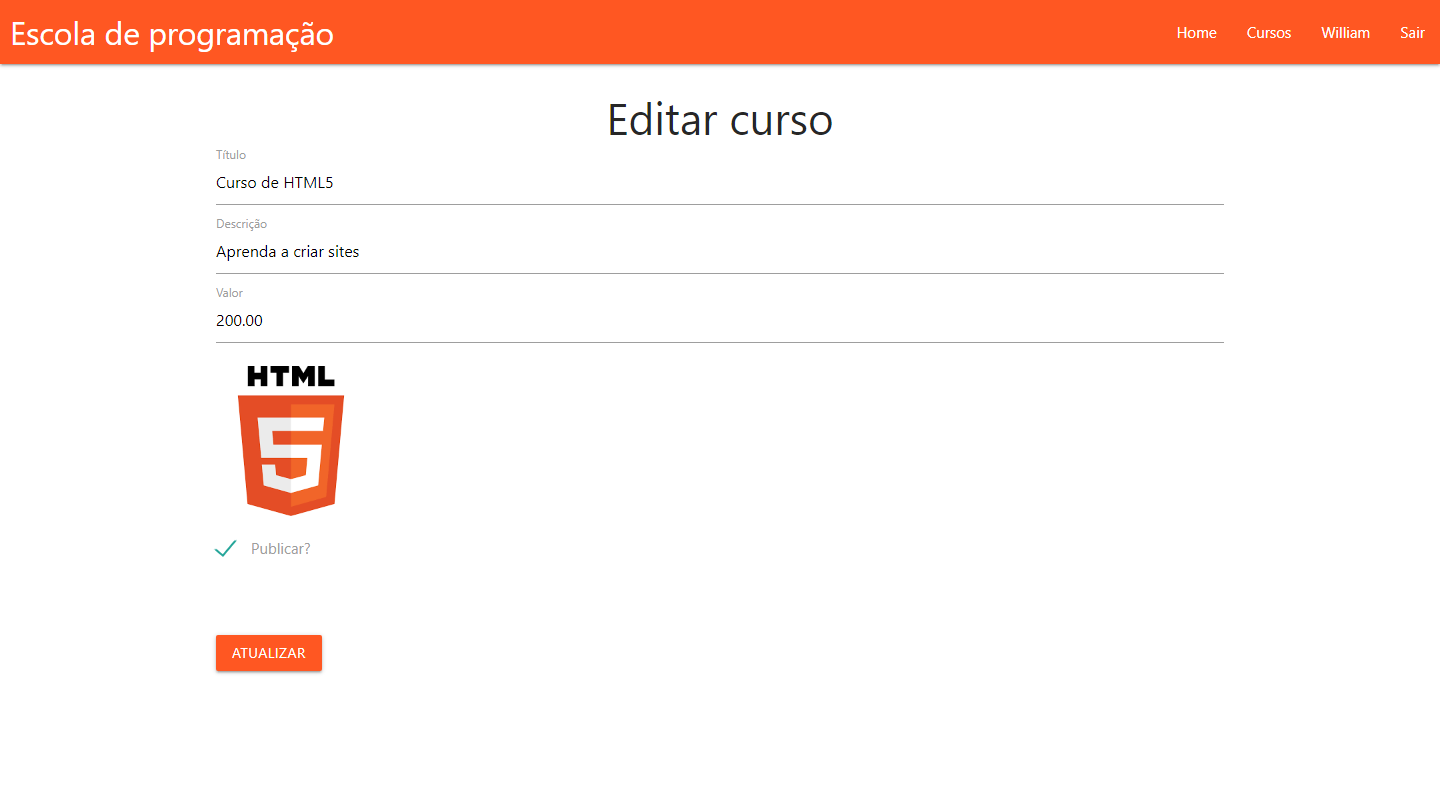 Escola de programação
Home Cursos William Sair
Editar curso
Título
Curso de HTML5
Descrição
Aprenda a criar sites
Valor
200.00
HTML
5
Publicar?
ATUALIZAR